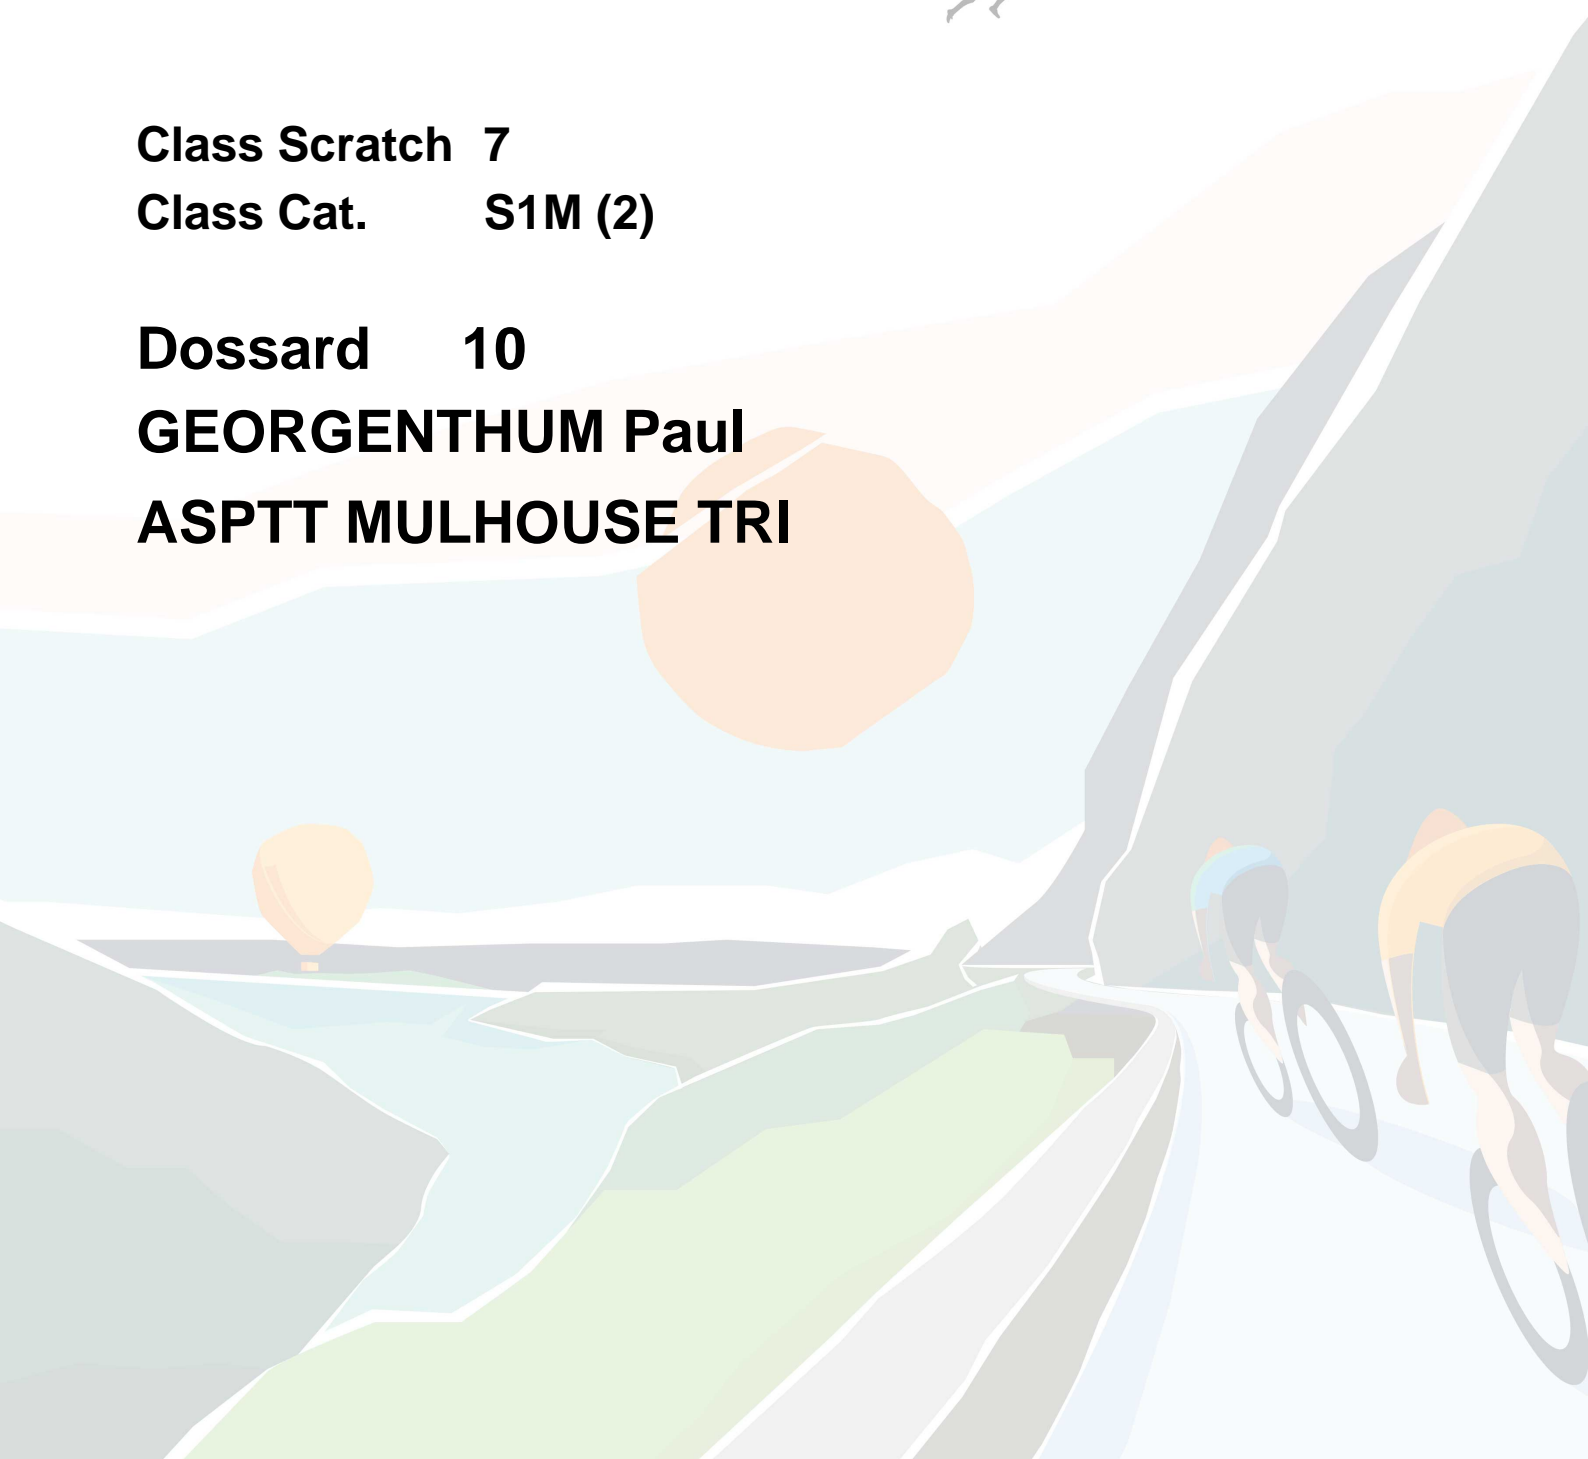 Class Scratch 7
Class Cat. S1M (2)
Dossard 10
GEORGENTHUM Paul
ASPTT MULHOUSE TRI